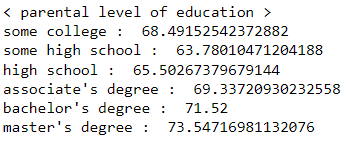 < parental level of education >
some college :  68.49152542372882
some high school :  63.78010471204188
high school :  65.50267379679144
associate's degree :  69.33720930232558
bachelor's degree :  71.52
master's degree :  73.54716981132076